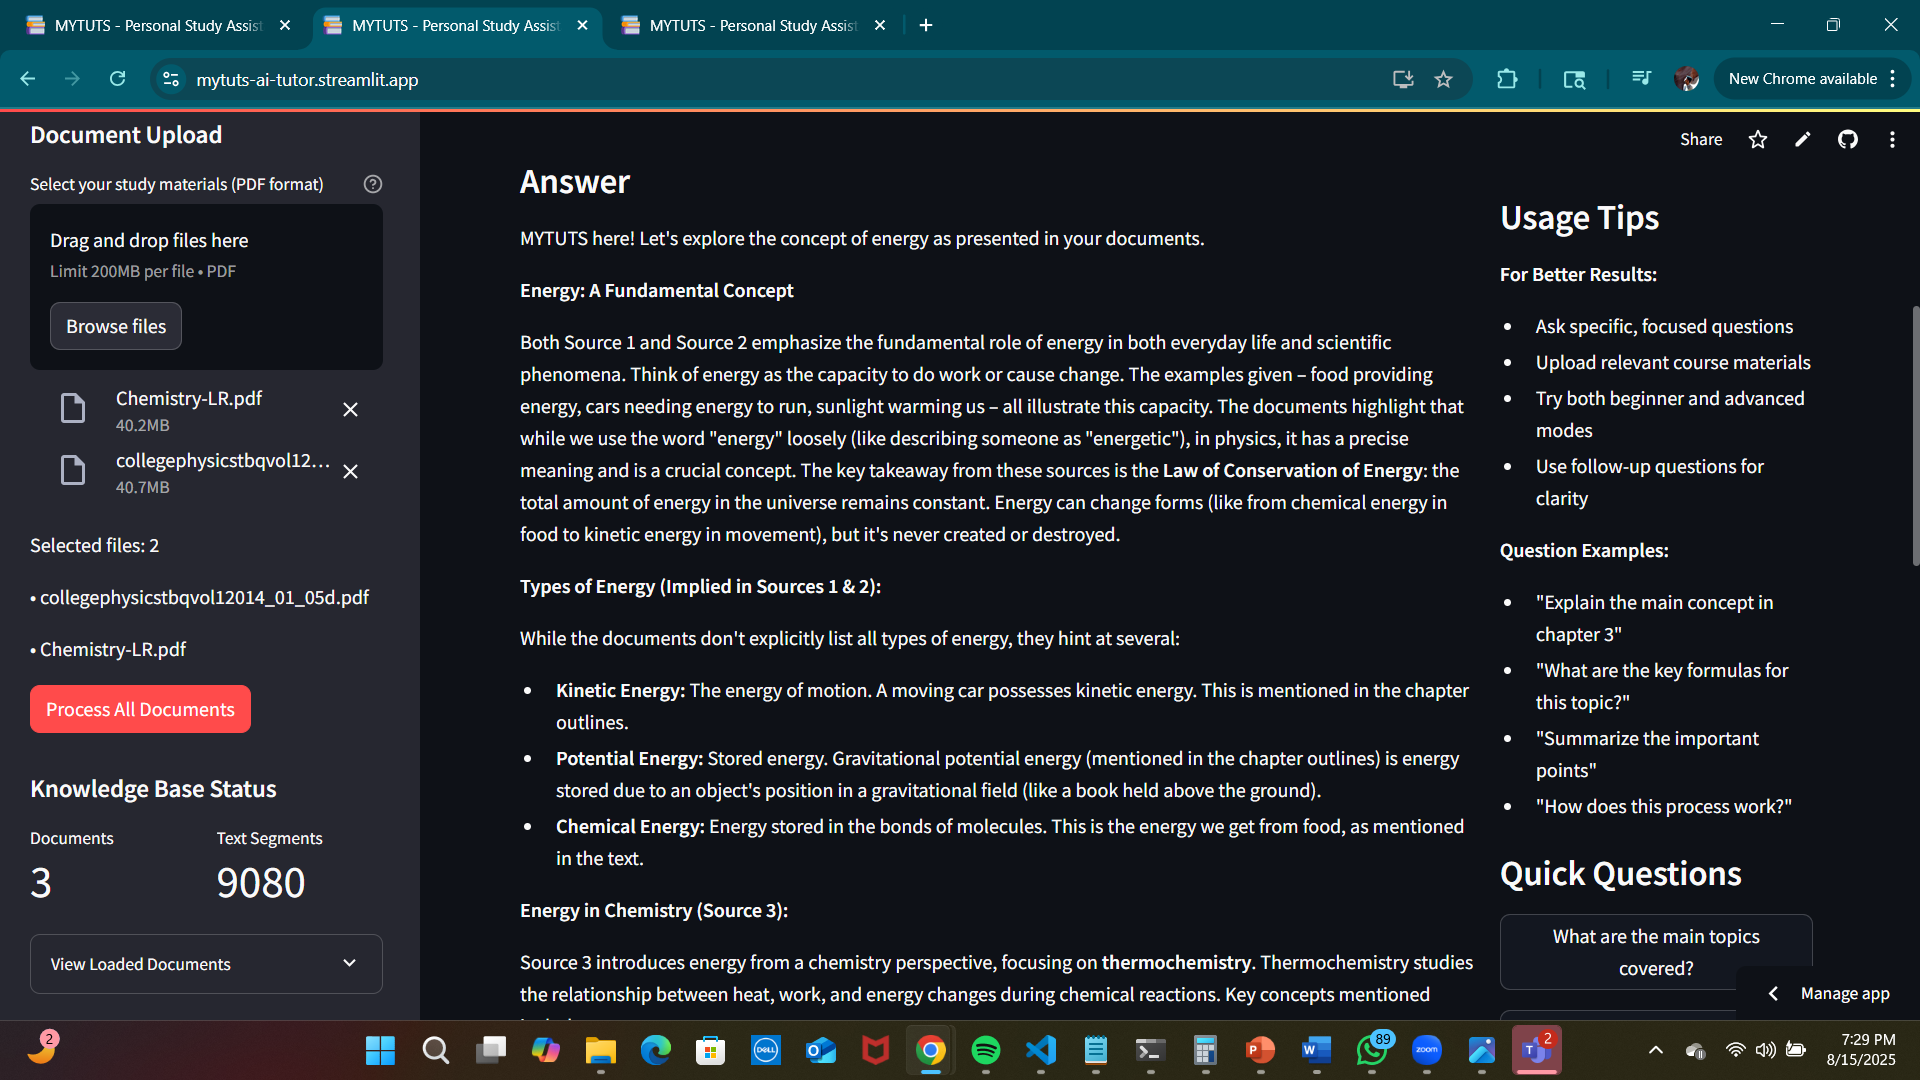 MYTUTS - Personal Study Assist
MYTUTS - Personal Study Assist
MYTUTS - Personal Study Assist
mytuts-ai-tutor.streamlit.app
New Chrome available
Document Upload
Select your study materials (PDF format)
Drag and drop files here
Limit 200MB per file • PDF
Browse files
Chemistry-LR.pdf
40.2MB
collegephysicstbqvol12...
40.7MB
Selected files: 2
• collegephysicstbqvol12014_01_05d.pdf
• Chemistry-LR.pdf
Process All Documents
Knowledge Base Status
Documents
Text Segments
3
9080
View Loaded Documents
Share
Answer
MYTUTS here! Let's explore the concept of energy as presented in your documents.
Energy: A Fundamental Concept
Both Source 1 and Source 2 emphasize the fundamental role of energy in both everyday life and scientific
phenomena. Think of energy as the capacity to do work or cause change. The examples given – food providing
energy, cars needing energy to run, sunlight warming us – all illustrate this capacity. The documents highlight that
while we use the word "energy" loosely (like describing someone as "energetic"), in physics, it has a precise
meaning and is a crucial concept. The key takeaway from these sources is the Law of Conservation of Energy: the
total amount of energy in the universe remains constant. Energy can change forms (like from chemical energy in
food to kinetic energy in movement), but it's never created or destroyed.
Types of Energy (Implied in Sources 1 & 2):
While the documents don't explicitly list all types of energy, they hint at several:
• Kinetic Energy: The energy of motion. A moving car possesses kinetic energy. This is mentioned in the chapter
outlines.
• Potential Energy: Stored energy. Gravitational potential energy (mentioned in the chapter outlines) is energy
stored due to an object's position in a gravitational field (like a book held above the ground).
• Chemical Energy: Energy stored in the bonds of molecules. This is the energy we get from food, as mentioned
in the text.
Energy in Chemistry (Source 3):
Source 3 introduces energy from a chemistry perspective, focusing on thermochemistry. Thermochemistry studies
the relationship between heat, work, and energy changes during chemical reactions. Key concepts mentioned
Usage Tips
For Better Results:
• Ask specific, focused questions
• Upload relevant course materials
• Try both beginner and advanced
modes
• Use follow-up questions for
clarity
Question Examples:
• "Explain the main concept in
chapter 3"
• "What are the key formulas for
this topic?"
• "Summarize the important
points"
• "How does this process work?"
Quick Questions
What are the main topics
covered?
Manage app
2
DELL
zoom
89
2
7:29 PM
8/15/2025